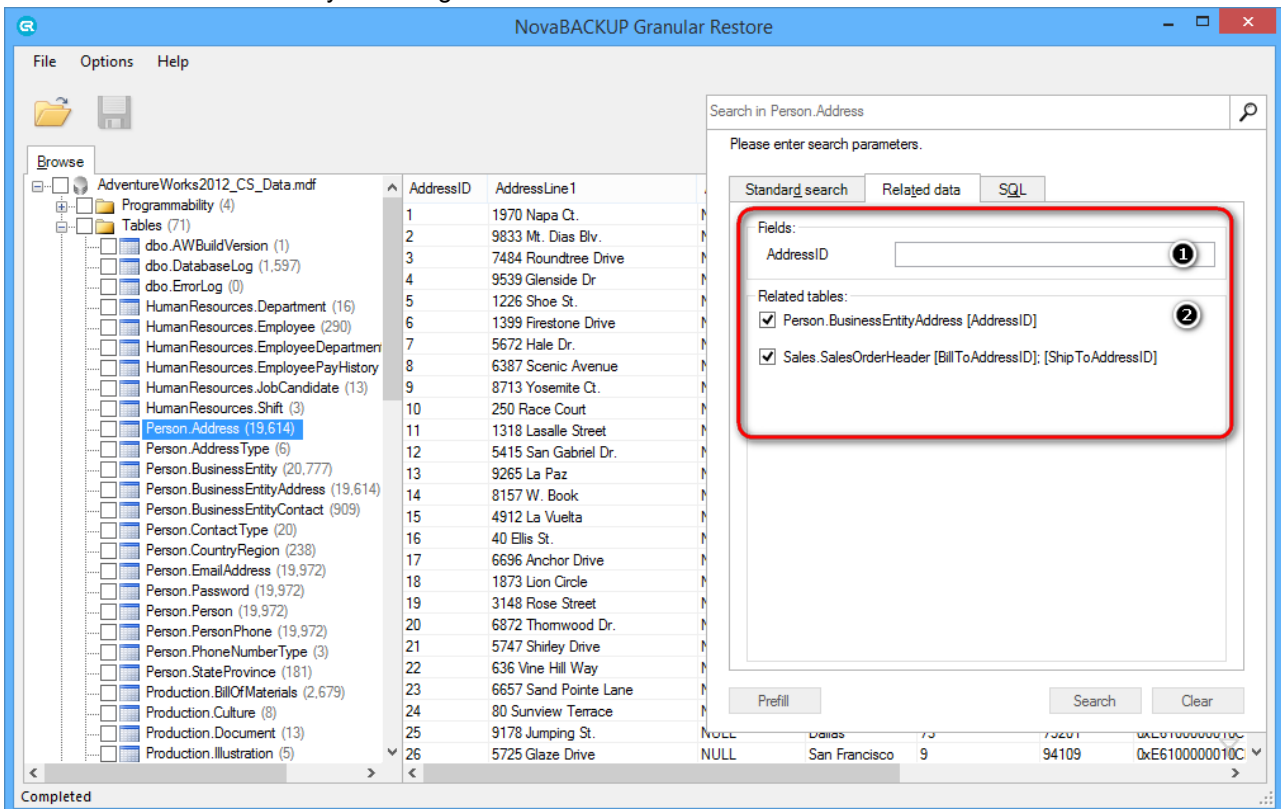 NovaBACKUP Granular Restore
File Options Help
Search in Person.Address
Please enter search parameters.
Browse
Standard search Related data SQL
AdventureWorks2012_CS_Data.mdf
Programmability (4)
Tables (71)
dbo.AWBuildVersion (1)
dbo.DatabaseLog (1,597)
dbo.ErrorLog (0)
HumanResources.Department (16)
HumanResources.Employee (290)
HumanResources.EmployeeDepartmen
HumanResources.EmployeePayHistory
HumanResources.JobCandidate (13)
HumanResources.Shift (3)
Person.Address (19,614)
Person.AddressType (6)
Person.BusinessEntity (20,777)
Person.BusinessEntityAddress (19,614)
Person.BusinessEntityContact (909)
Person.ContactType (20)
Person.CountryRegion (238)
Person.EmailAddress (19,972)
Person.Password (19,972)
Person.Person (19,972)
Person.PersonPhone (19,972)
Person.PhoneNumberType (3)
Person.StateProvince (181)
Production.BillOfMaterials (2,679)
Production.Culture (8)
Production.Document (13)
Production.Illustration (5)
AddressID AddressLine1
1 1970 Napa Ct.
2 9833 Mt. Dias Blv.
3 7484 Roundtree Drive
4 9539 Glenside Dr
5 1226 Shoe St.
6 1399 Firestone Drive
7 5672 Hale Dr.
8 6387 Scenic Avenue
9 8713 Yosemite Ct.
10 250 Race Court
11 1318 Lasalle Street
12 5415 San Gabriel Dr.
13 9265 La Paz
14 8157 W. Book
15 4912 La Vuelta
16 40 Ellis St.
17 6696 Anchor Drive
18 1873 Lion Circle
19 3148 Rose Street
20 6872 Thornwood Dr.
21 5747 Shirley Drive
22 636 Vine Hill Way
23 6657 Sand Pointe Lane
24 80 Sunview Terrace
25 9178 Jumping St. NULL Dallas 73 75201
26 5725 Glaze Drive NULL San Francisco 9 94109 0xE6100000010C
Fields:
AddressID 1
Related tables: 2
Person.BusinessEntityAddress [AddressID]
Sales.SalesOrderHeader [BillToAddressID]; [ShipToAddressID]
Prefill Search Clear
Completed